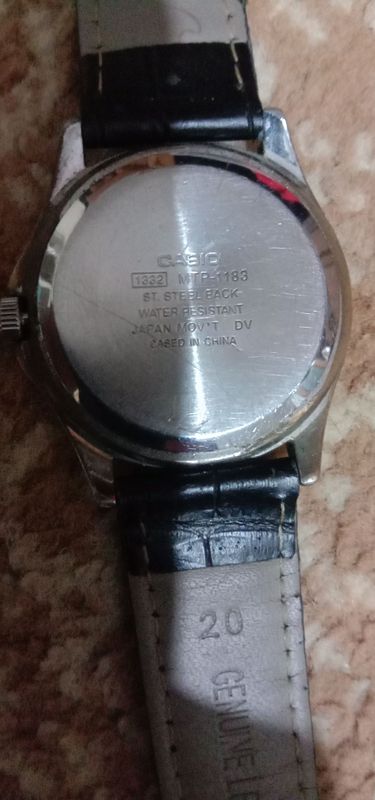 CASIO
1332 MTP-1183
ST. STEEL BACK
WATER RESISTANT
JAPAN MOV'T DV
CASED IN CHINA
20
GENUINE